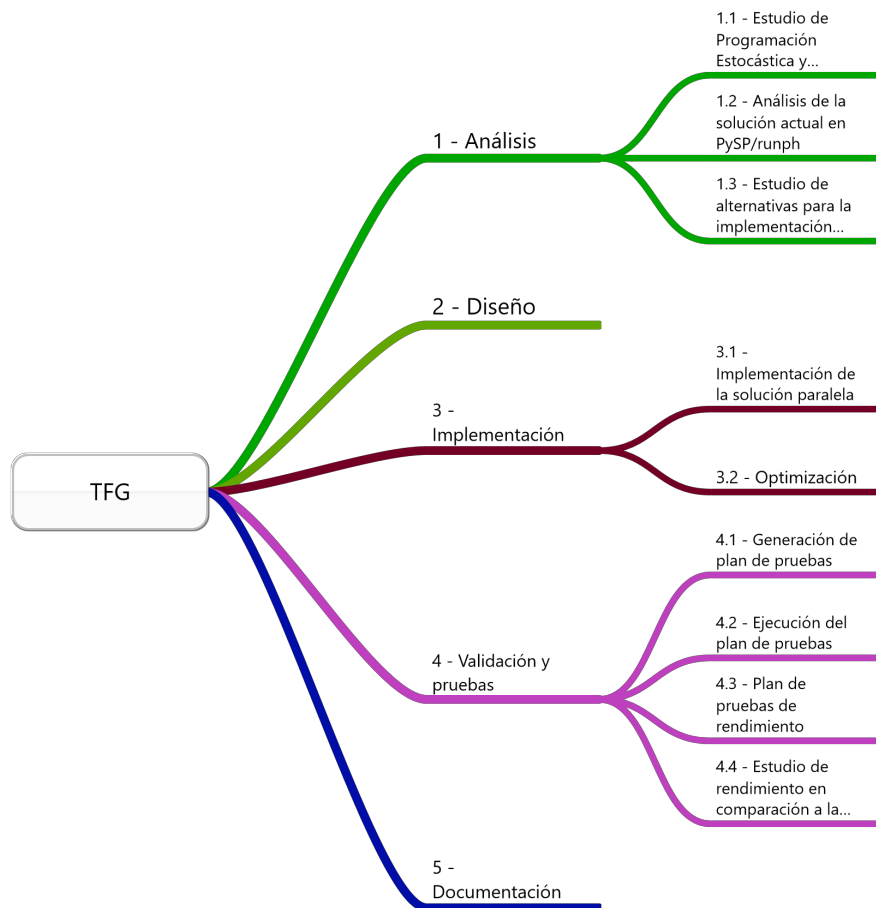 TFG
1 - Análisis
1.1 - Estudio de
Programación
Estocástica y...
1.2 - Análisis de la
solución actual en
PySP/runph
1.3 - Estudio de
alternativas para la
implementación...
2 - Diseño
3 -
Implementación
3.1 -
Implementación de
la solución paralela
3.2 - Optimización
4 - Validación y
pruebas
4.1 - Generación de
plan de pruebas
4.2 - Ejecución del
plan de pruebas
4.3 - Plan de
pruebas de
rendimiento
4.4 - Estudio de
rendimiento en
comparación a la...
5 -
Documentación